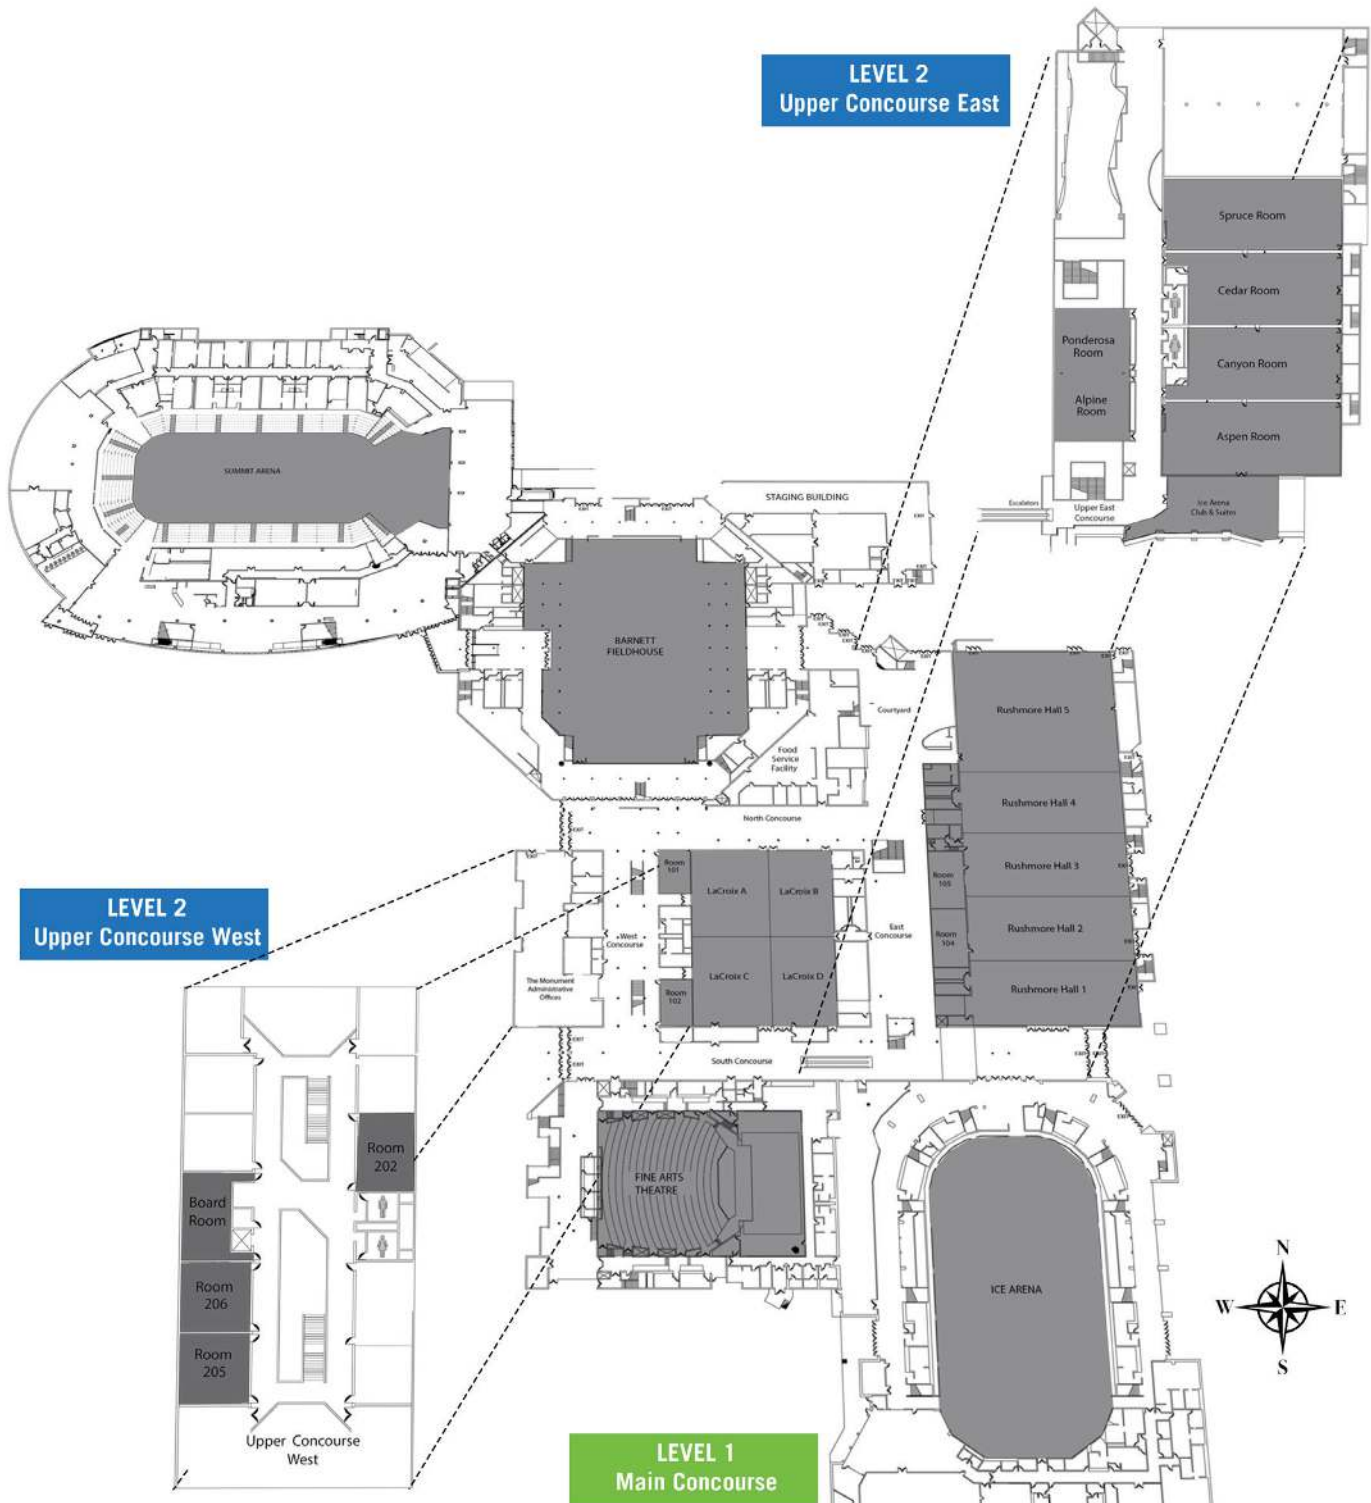 LEVEL 2
Upper Concourse East
Spruce Room
Cedar Room
Canyon Room
Aspen Room
Ponderosa
Room
Alpine
Room
Ice Arena
Club & Suites
Escalators
Upper East
Concourse
SUMMIT ARENA
STAGING BUILDING
BARNETT
FIELDHOUSE
Courtyard
Food
Service
Facility
North Concourse
Rushmore Hall 5
Rushmore Hall 4
Rushmore Hall 3
Rushmore Hall 2
Rushmore Hall 1
Room
105
Room
104
East
Concourse
Room
101
LaCroix A
LaCroix B
LaCroix C
LaCroix D
Room
102
West
Concourse
The Monument
Administrative
Offices
EXIT
EXIT
EXIT
South Concourse
LEVEL 2
Upper Concourse West
Room
202
Board
Room
Room
206
Room
205
Upper Concourse
West
FINE ARTS
THEATRE
ICE ARENA
N
W
E
S
LEVEL 1
Main Concourse